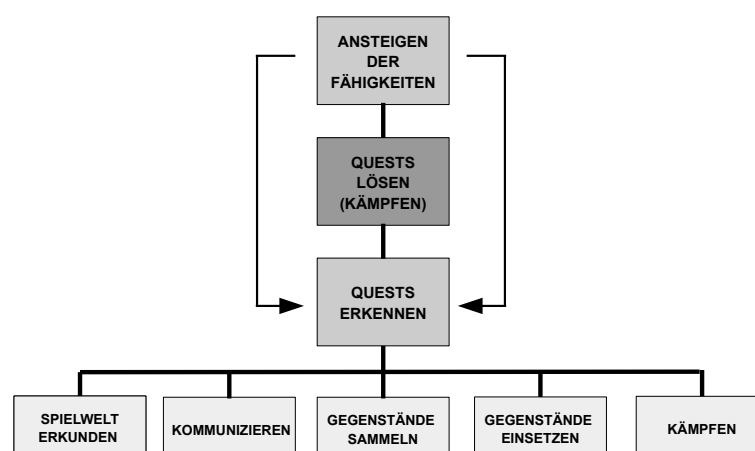 ANSTEIGEN
DER
FÄHIGKEITEN
QUESTS
LÖSEN
(KÄMPFEN)
QUESTS
ERKENNEN
SPIELWELT
ERKUNDEN
KOMMUNIZIEREN
GEGENSTÄNDE
SAMMELN
GEGENSTÄNDE
EINSETZEN
KÄMPFEN